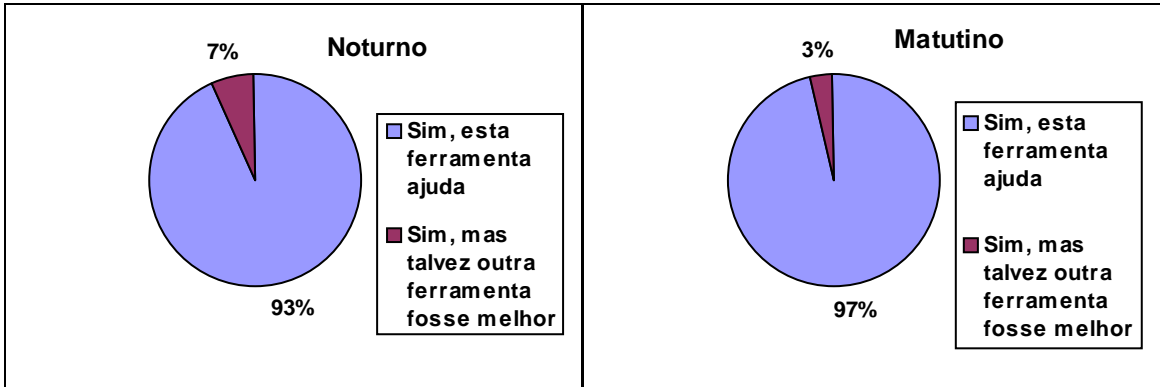 Noturno
7%
93%
Sim, esta
ferramenta
ajuda
Sim, mas
talvez outra
ferramenta
fosse melhor
Matutino
3%
97%
Sim, esta
ferramenta
ajuda
Sim, mas
talvez outra
ferramenta
fosse melhor